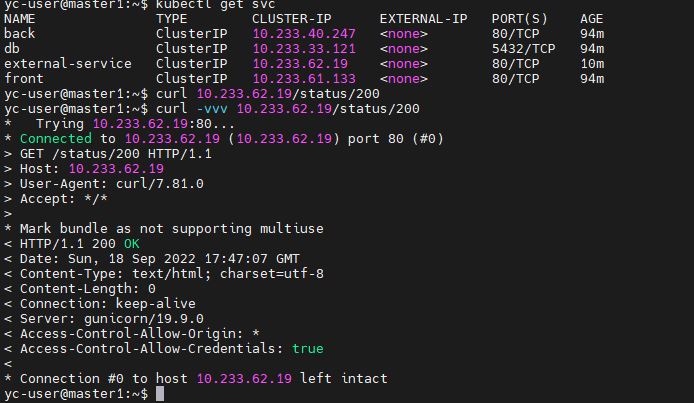 yc-user@master1:~$ kubectl get svc
NAME TYPE CLUSTER-IP EXTERNAL-IP PORT(S) AGE
back ClusterIP 10.233.40.247 <none> 80/TCP 94m
db ClusterIP 10.233.33.121 <none> 5432/TCP 94m
external-service ClusterIP 10.233.62.19 <none> 80/TCP 10m
front ClusterIP 10.233.61.133 <none> 80/TCP 94m
yc-user@master1:~$ curl 10.233.62.19/status/200
yc-user@master1:~$ curl -vvv 10.233.62.19/status/200
* Trying 10.233.62.19:80...
* Connected to 10.233.62.19 (10.233.62.19) port 80 (#0)
> GET /status/200 HTTP/1.1
> Host: 10.233.62.19
> User-Agent: curl/7.81.0
> Accept: */*
>
* Mark bundle as not supporting multiuse
< HTTP/1.1 200 OK
< Date: Sun, 18 Sep 2022 17:47:07 GMT
< Content-Type: text/html; charset=utf-8
< Content-Length: 0
< Connection: keep-alive
< Server: gunicorn/19.9.0
< Access-Control-Allow-Origin: *
< Access-Control-Allow-Credentials: true
<
* Connection #0 to host 10.233.62.19 left intact
yc-user@master1:~$